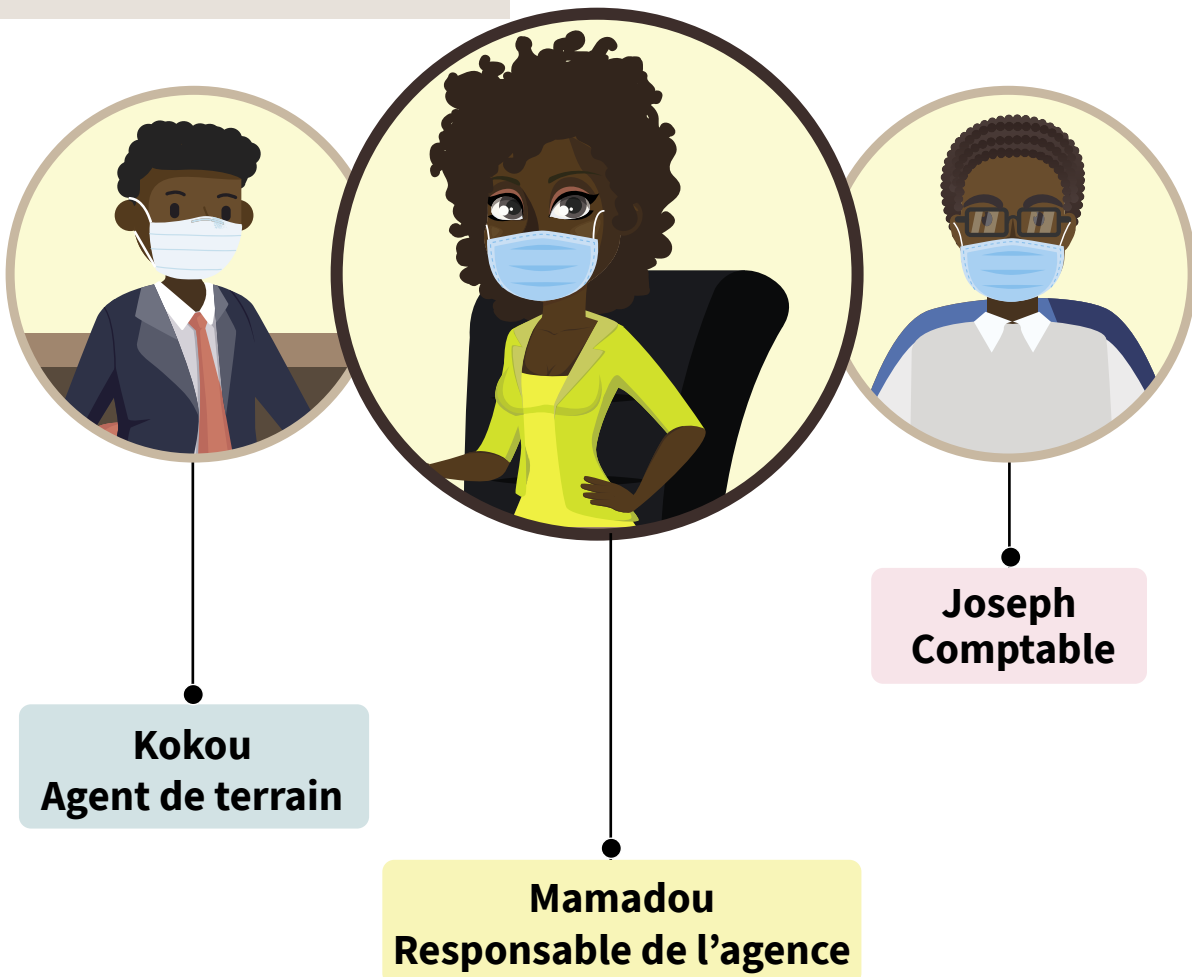 Joseph
Comptable
Kokou
Agent de terrain
Mamadou
Responsable de l’agence